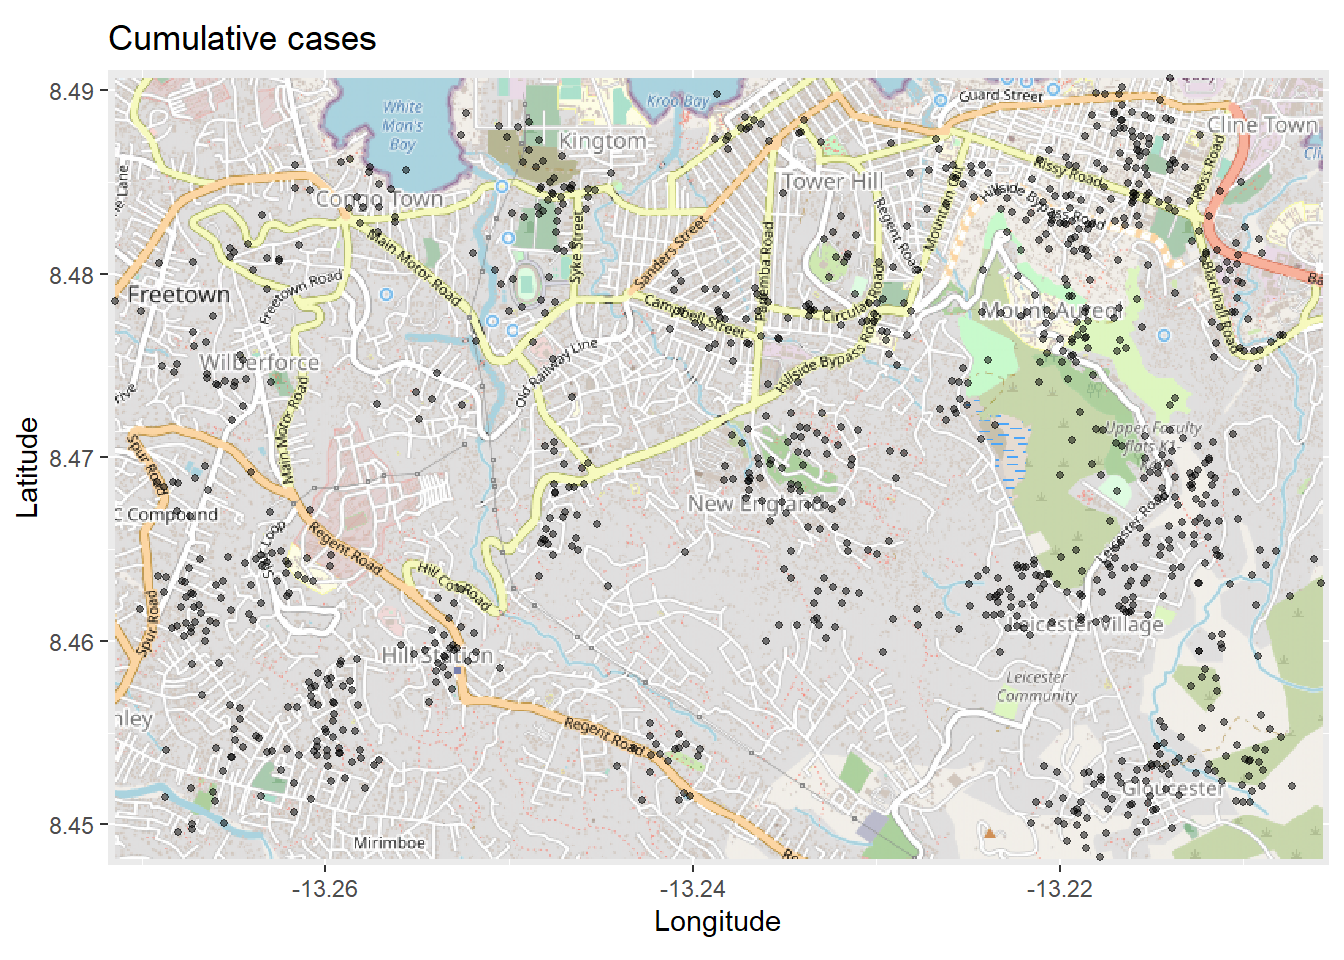 Cumulative cases
8.49
8.48
8.47
8.46
8.45
Latitude
-13.26
-13.24
-13.22
Longitude
White
Man's
Bay
Kroo Bay
Guard Street
Kingtom
Cline Town
Congo Town
Tower Hill
Kissy Road
Ross Road
Hillside Bypass Road
Mountain
Regent Road
Main Motor Road
Syke Street
Sanders Street
Pademba Road
Freetown Road
Freetown
Campbell Street
Circular Road
Mount Aureol
Blackhall Road
Wilberforce
Old Railway Line
Hillside Bypass Road
Main Motor Road
Upper Faculty
flats K1
Spur Road
New England
C Compound
Spur Loop
Regent Road
Hill Cot Road
Leicester Road
Leicester Village
Spur Road
Hill Station
Leicester
Community
nley
Regent Road
Gloucester
Mirimboe